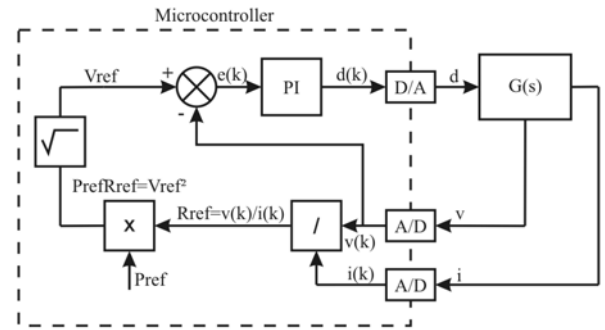 Microcontroller
Vref
+
e(k)
PI
d(k)
D/A
d
G(s)
-
√
PrefRref=Vref²
x
Rref=v(k)/i(k)
/
v(k)
A/D
v
Pref
i(k)
A/D
i